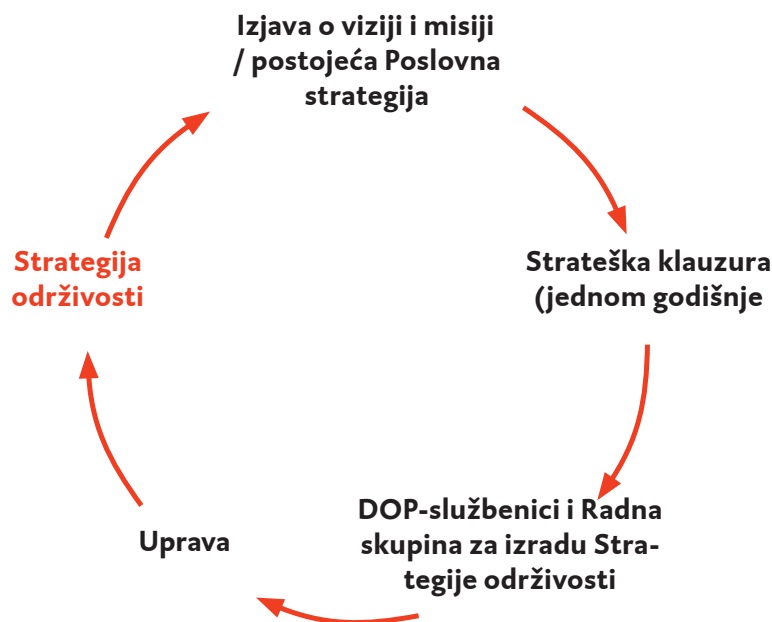 Izjava o viziji i misiji
/ postojeća Poslovna
strategija
Strateška klauzura
(jednom godišnje
DOP-službenici i Radna
skupina za izradu Stra-
tegije održivosti
Uprava
Strategija
održivosti